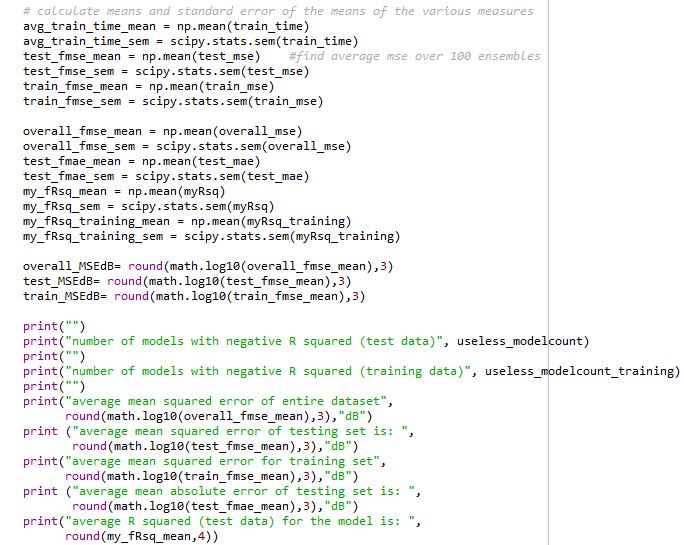 # calculate means and standard error of the means of the various measures
avg_train_time_mean = np.mean(train_time)
avg_train_time_sem = scipy.stats.sem(train_time)
test_fmse_mean = np.mean(test_mse)    #find average mse over 100 ensembles
test_fmse_sem = scipy.stats.sem(test_mse)
train_fmse_mean = np.mean(train_mse)
train_fmse_sem = scipy.stats.sem(train_mse)

overall_fmse_mean = np.mean(overall_mse)
overall_fmse_sem = scipy.stats.sem(overall_mse)
test_fmae_mean = np.mean(test_mae)
test_fmae_sem = scipy.stats.sem(test_mae)
my_fRsq_mean = np.mean(myRsq)
my_fRsq_sem = scipy.stats.sem(myRsq)
my_fRsq_training_mean = np.mean(myRsq_training)
my_fRsq_training_sem = scipy.stats.sem(myRsq_training)

overall_MSEdB= round(math.log10(overall_fmse_mean),3)
test_MSEdB= round(math.log10(test_fmse_mean),3)
train_MSEdB= round(math.log10(train_fmse_mean),3)

print("")
print("number of models with negative R squared (test data)", useless_modelcount)
print("")
print("number of models with negative R squared (training data)", useless_modelcount_training)
print("")
print("average mean squared error of entire dataset",
      round(math.log10(overall_fmse_mean),3),"dB")
print ("average mean squared error of testing set is: ",
       round(math.log10(test_fmse_mean),3),"dB")
print("average mean squared error for training set",
      round(math.log10(train_fmse_mean),3),"dB")
print ("average mean absolute error of testing set is: ",
       round(math.log10(test_fmae_mean),3),"dB")
print("average R squared (test data) for the model is: ",
      round(my_fRsq_mean,4))